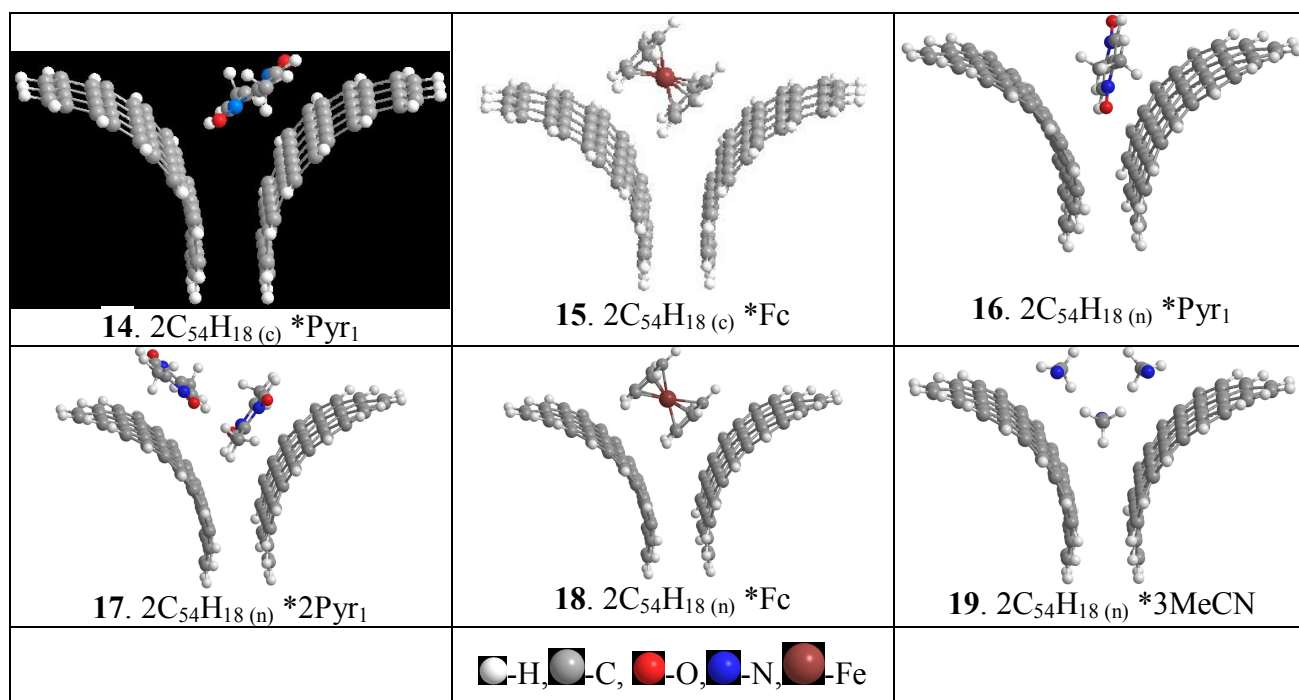 14. 2C54H18 (c) *Pyr1
15. 2C54H18 (c) *Fc
16. 2C54H18 (n) *Pyr1
17. 2C54H18 (n) *2Pyr1
18. 2C54H18 (n) *Fc
19. 2C54H18 (n) *3MeCN
-H, -C, -O, -N, -Fe